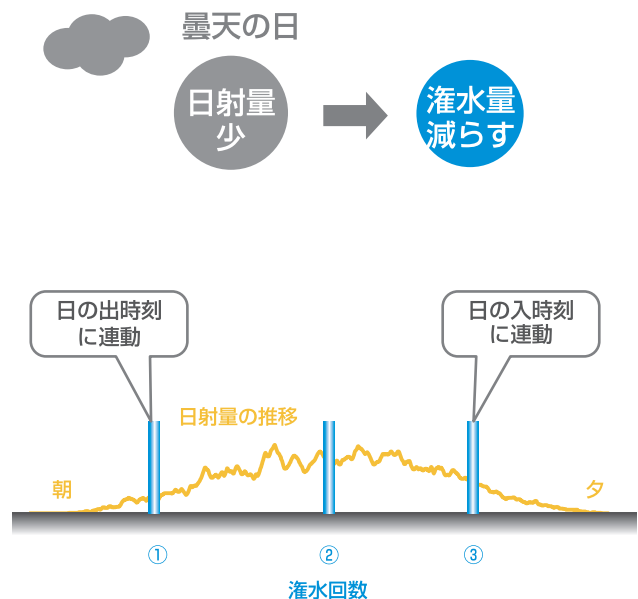 曇天の日
日射量
少
潅水量
減らす
日の出時刻
に連動
日の入時刻
に連動
日射量の推移
朝
夕
①
②
③
潅水回数